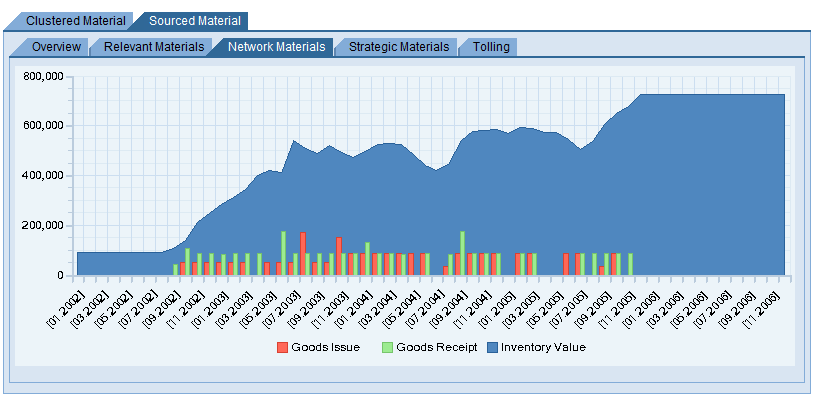 Clustered Material Sourced Material
Overview Relevant Materials Network Materials Strategic Materials Tolling
800,000
600,000
400,000
200,000
0
[01.2002] [03.2002] [05.2002] [07.2002] [09.2002] [11.2002] [01.2003] [03.2003] [05.2003] [07.2003] [09.2003] [11.2003] [01.2004] [03.2004] [05.2004] [07.2004] [09.2004] [11.2004] [01.2005] [03.2005] [05.2005] [07.2005] [09.2005] [11.2005] [01.2006] [03.2006] [05.2006] [07.2006] [09.2006] [11.2006]
Goods Issue Goods Receipt Inventory Value